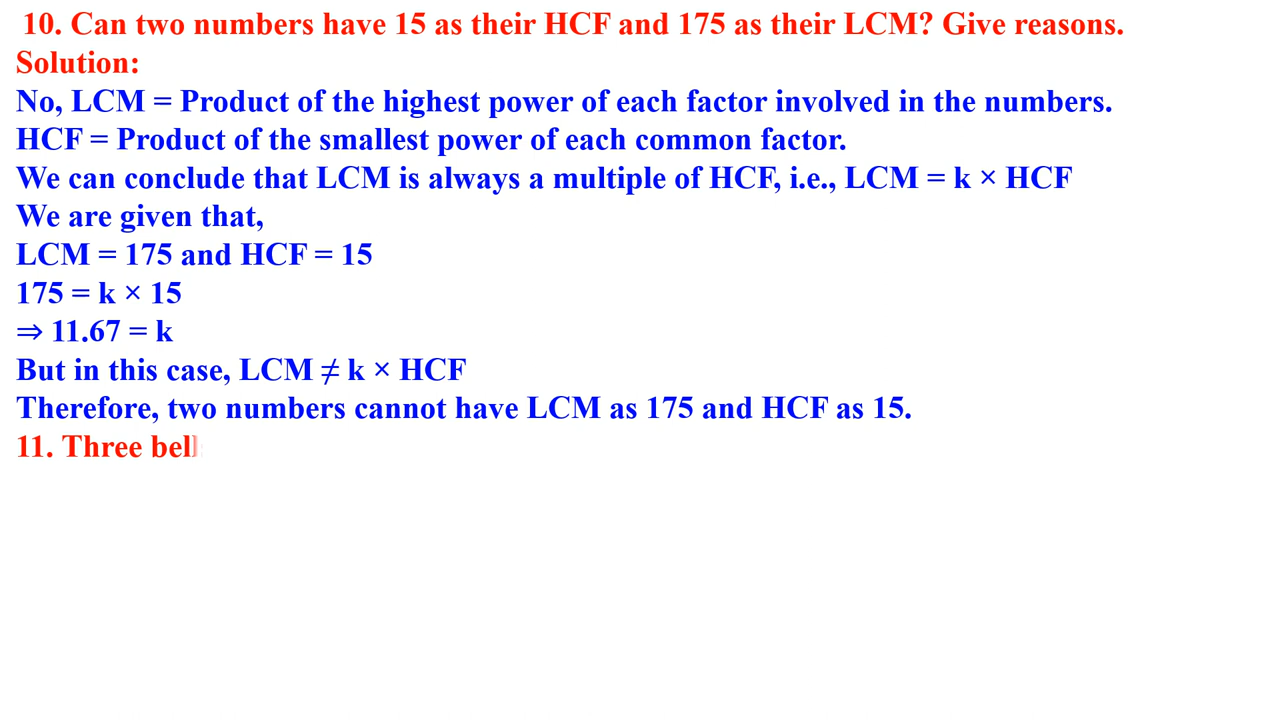 10. Can two numbers have 15 as their HCF and 175 as their LCM? Give reasons.
Solution:
No, LCM = Product of the highest power of each factor involved in the numbers.
HCF = Product of the smallest power of each common factor.
We can conclude that LCM is always a multiple of HCF, i.e., LCM = k × HCF
We are given that,
LCM = 175 and HCF = 15
175 = k × 15
⇒ 11.67 = k
But in this case, LCM ≠ k × HCF
Therefore, two numbers cannot have LCM as 175 and HCF as 15.
11. Three bell